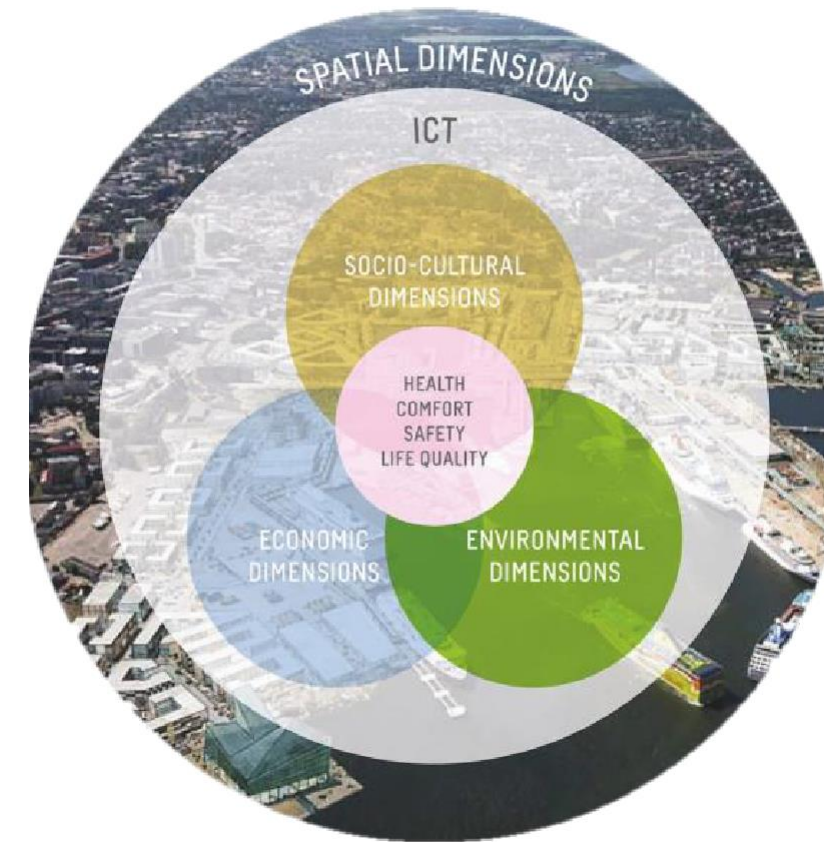 SPATIAL DIMENSIONS
ICT
SOCIO-CULTURAL
DIMENSIONS
HEALTH
COMFORT
SAFETY
LIFE QUALITY
ECONOMIC
DIMENSIONS
ENVIRONMENTAL
DIMENSIONS